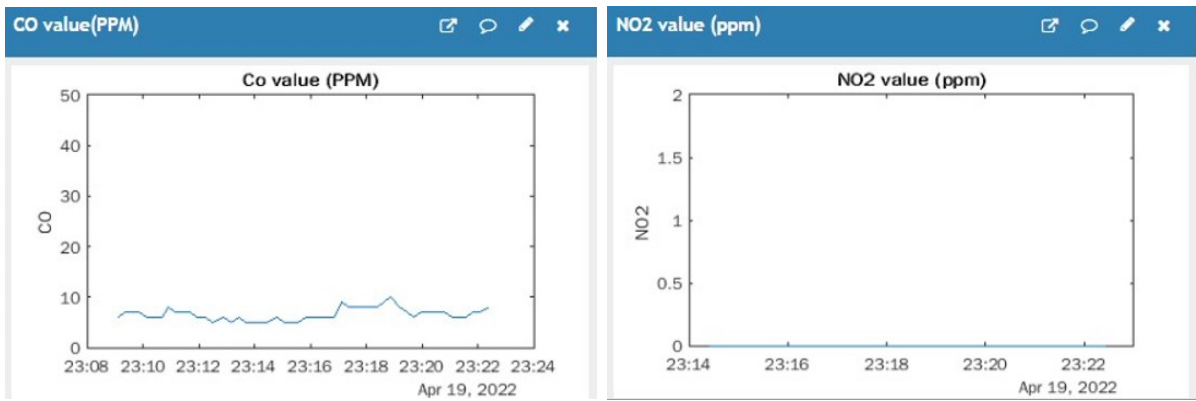 CO value(PPM)
Co value (PPM)
50
40
30
20
10
0
CO
23:08 23:10 23:12 23:14 23:16 23:18 23:20 23:22 23:24
Apr 19, 2022
NO2 value (ppm)
NO2 value (ppm)
2
1.5
1
0.5
0
NO2
23:14 23:16 23:18 23:20 23:22
Apr 19, 2022